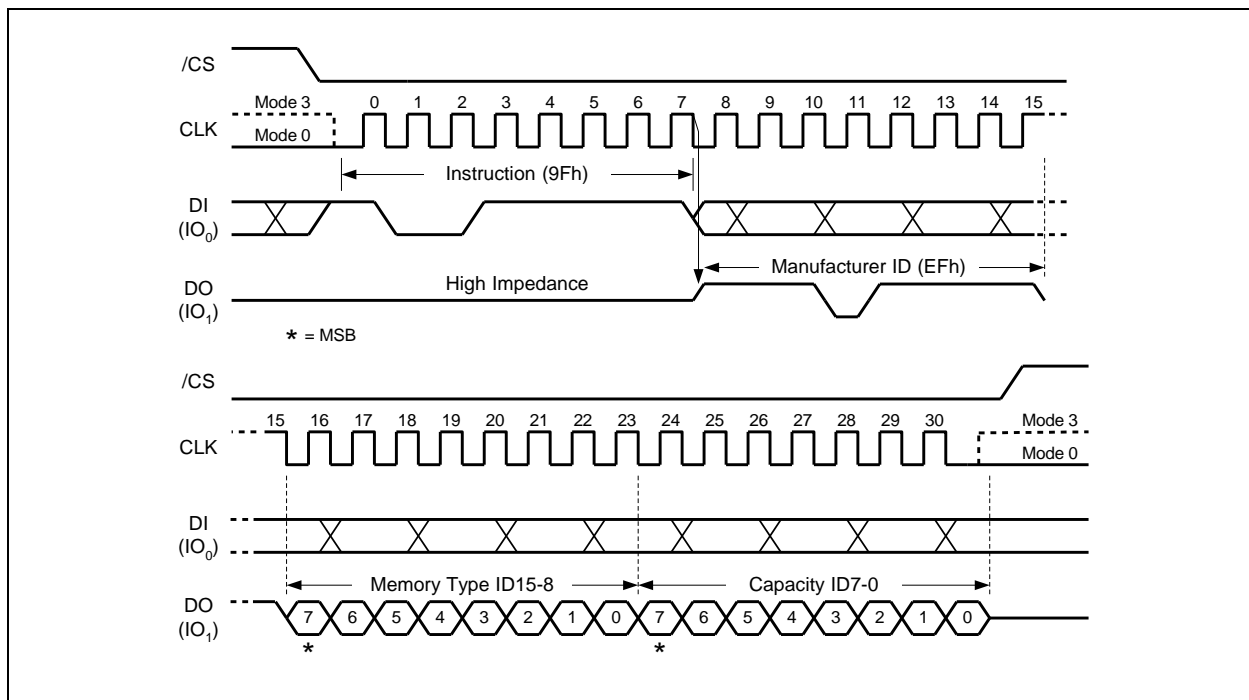 /CS
Mode 3 0 1 2 3 4 5 6 7 8 9 10 11 12 13 14 15
CLK
Mode 0
Instruction (9Fh)
DI
(IO0)
Manufacturer ID (EFh)
High Impedance
DO
(IO1)
* = MSB
/CS
15 16 17 18 19 20 21 22 23 24 25 26 27 28 29 30
Mode 3
CLK
Mode 0
DI
(IO0)
Memory Type ID15-8 Capacity ID7-0
DO
(IO1)
7 6 5 4 3 2 1 0 7 6 5 4 3 2 1 0
* *